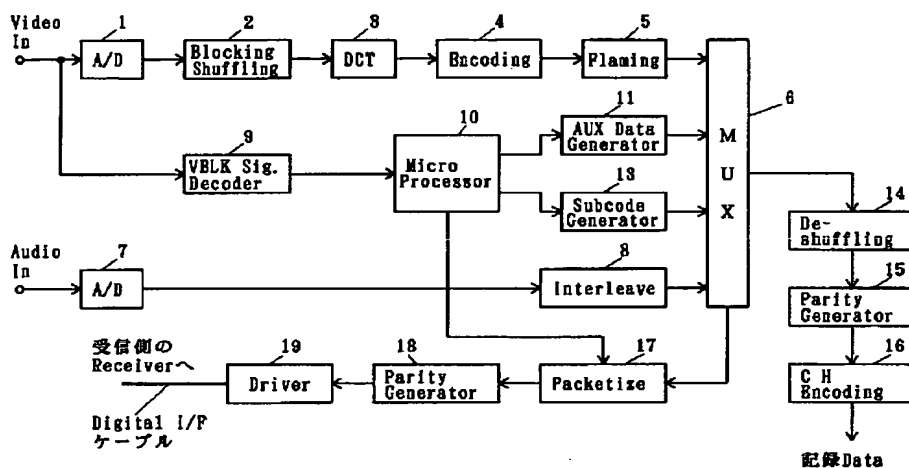 Video
In
1
A/D
2
Blocking
Shuffling
3
DCT
4
Encoding
5
Flaming
6
M
U
X
9
VBLK Sig.
Decoder
10
Micro
Processor
11
AUX Data
Generator
13
Subcode
Generator
Audio
In
7
A/D
8
Interleave
14
De-
shuffling
15
Parity
Generator
16
C H
Encoding
記録Data
17
Packetize
18
Parity
Generator
19
Driver
受信側の
Receiverへ
Digital I/F
ケーブル